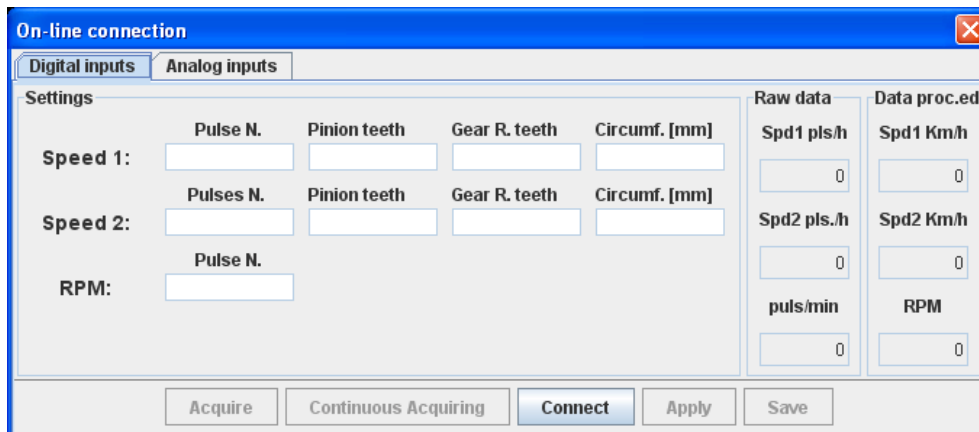 On-line connection
Digital inputs Analog inputs
Settings Raw data Data proc.ed
Pulse N. Pinion teeth Gear R. teeth Circumf. [mm] Spd1 pls/h Spd1 Km/h
Speed 1: 0 0
Pulses N. Pinion teeth Gear R. teeth Circumf. [mm] Spd2 pls./h Spd2 Km/h
Speed 2: 0 0
Pulse N. puls/min RPM
RPM: 0 0
Acquire Continuous Acquiring Connect Apply Save